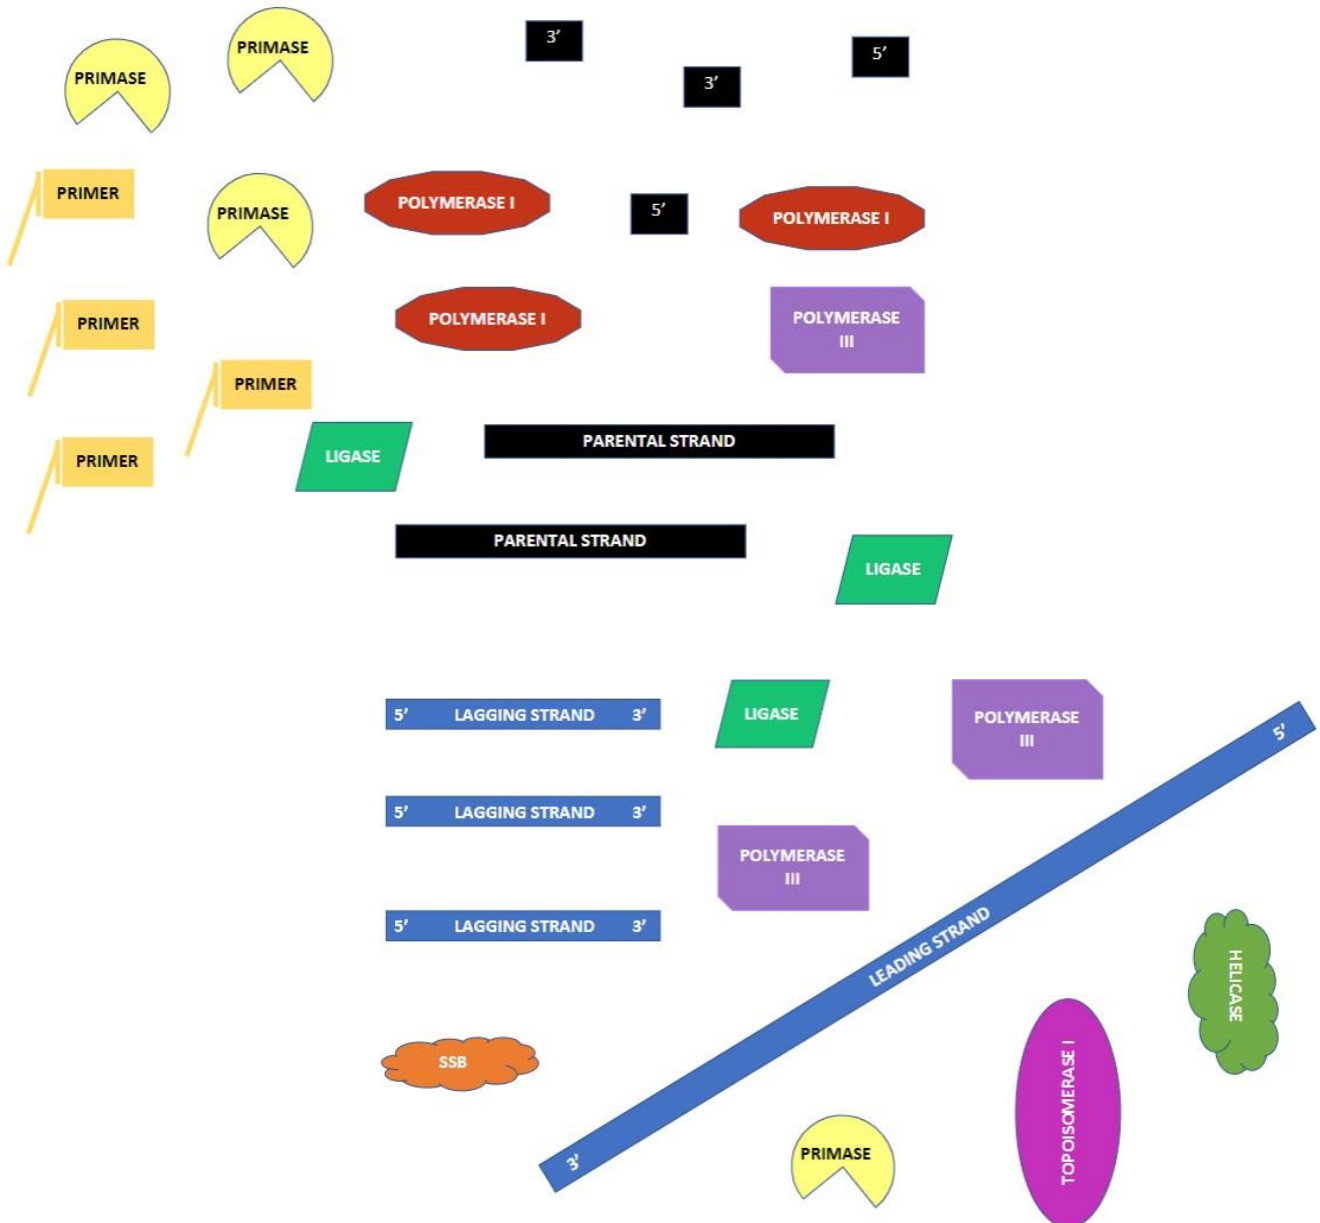 3’
PRIMASE
5’
PRIMASE
3’
PRIMER
POLYMERASE I
5’
PRIMASE
POLYMERASE I
POLYMERASE I
POLYMERASE
III
PRIMER
PRIMER
PARENTAL STRAND
LIGASE
PRIMER
PARENTAL STRAND
LIGASE
5’ LAGGING STRAND 3’
LIGASE
POLYMERASE
III
5’
5’ LAGGING STRAND 3’
POLYMERASE
III
5’ LAGGING STRAND 3’
LEADING STRAND
HELICASE
SSB
TOPOISOMERASE I
PRIMASE
3’